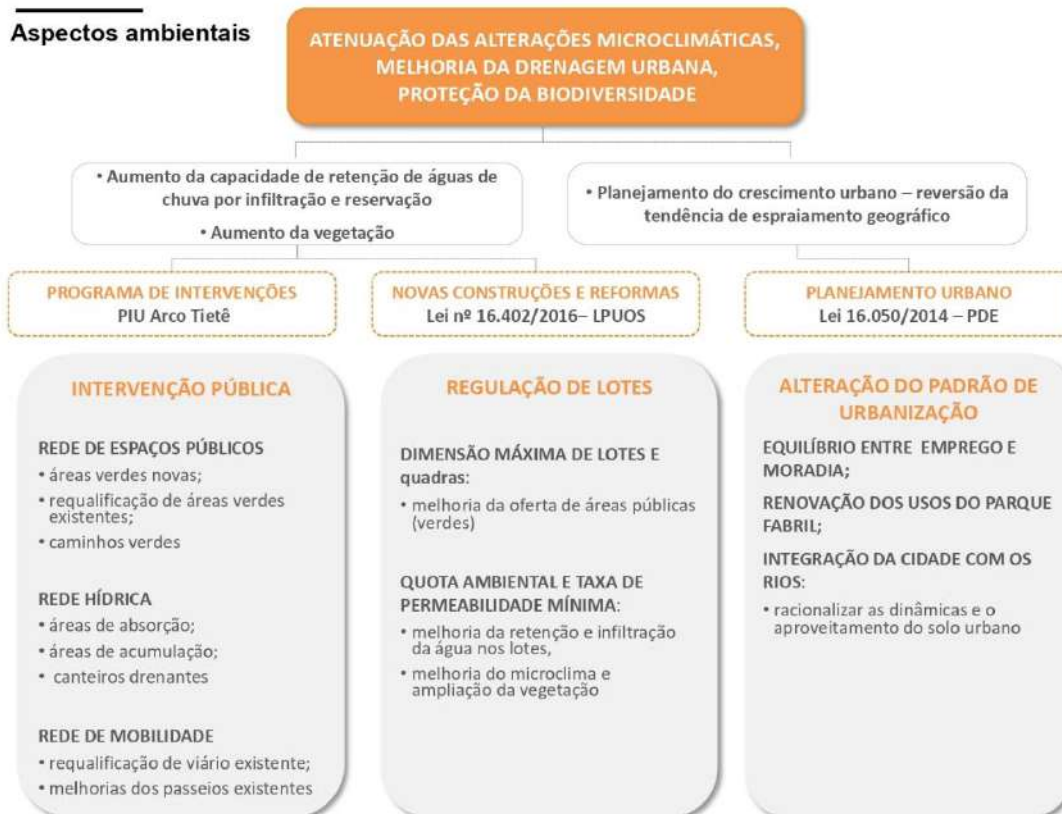 Aspectos ambientais
ATENUAÇÃO DAS ALTERAÇÕES MICROCLIMÁTICAS,
MELHORIA DA DRENAGEM URBANA,
PROTEÇÃO DA BIODIVERSIDADE
• Aumento da capacidade de retenção de águas de
chuva por infiltração e reservação
• Aumento da vegetação
• Planejamento do crescimento urbano – reversão da
tendência de espraiamento geográfico
PROGRAMA DE INTERVENÇÕES
PIU Arco Tietê
NOVAS CONSTRUÇÕES E REFORMAS
Lei nº 16.402/2016– LPUOS
PLANEJAMENTO URBANO
Lei 16.050/2014 – PDE
INTERVENÇÃO PÚBLICA
REDE DE ESPAÇOS PÚBLICOS
• áreas verdes novas;
• requalificação de áreas verdes
existentes;
• caminhos verdes
REDE HÍDRICA
• áreas de absorção;
• áreas de acumulação;
• canteiros drenantes
REDE DE MOBILIDADE
• requalificação de viário existente;
• melhorias dos passeios existentes
REGULAÇÃO DE LOTES
DIMENSÃO MÁXIMA DE LOTES E
quadras:
• melhoria da oferta de áreas públicas
(verdes)
QUOTA AMBIENTAL E TAXA DE
PERMEABILIDADE MÍNIMA:
• melhoria da retenção e infiltração
da água nos lotes,
• melhoria do microclima e
ampliação da vegetação
ALTERAÇÃO DO PADRÃO DE
URBANIZAÇÃO
EQUILÍBRIO ENTRE EMPREGO E
MORADIA;
RENOVAÇÃO DOS USOS DO PARQUE
FABRIL;
INTEGRAÇÃO DA CIDADE COM OS
RIOS:
• racionalizar as dinâmicas e o
aproveitamento do solo urbano